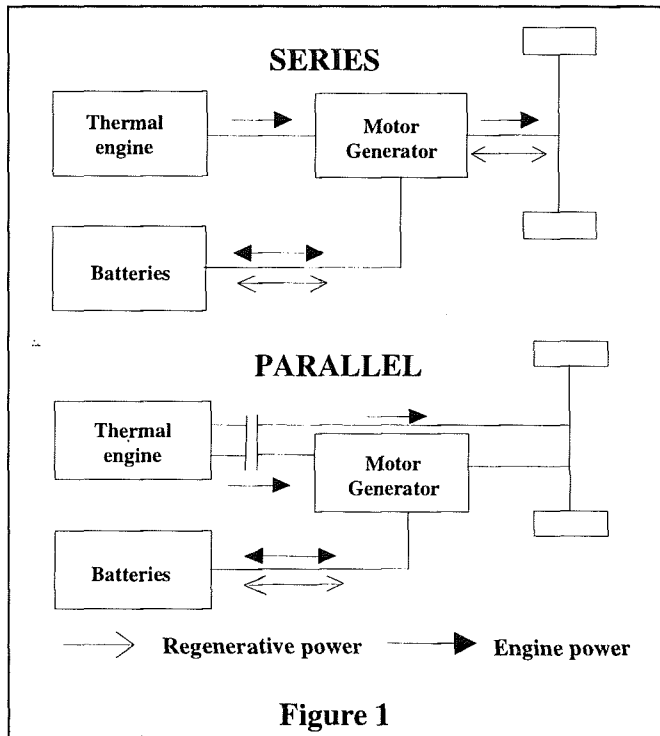 SERIES
Thermal
engine
Motor
Generator
Batteries
PARALLEL
Thermal
engine
Motor
Generator
Batteries
Regenerative power
Engine power
Figure 1